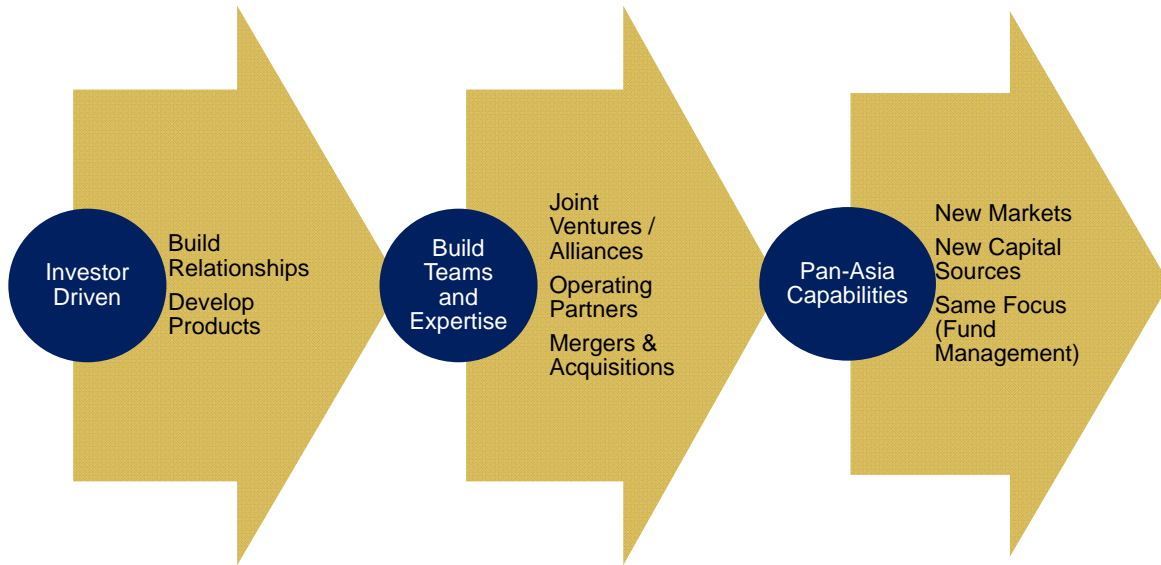 Investor
Driven
Build
Relationships
Develop
Products
Build
Teams
and
Expertise
Joint
Ventures /
Alliances
Operating
Partners
Mergers &
Acquisitions
Pan-Asia
Capabilities
New Markets
New Capital
Sources
Same Focus
(Fund
Management)